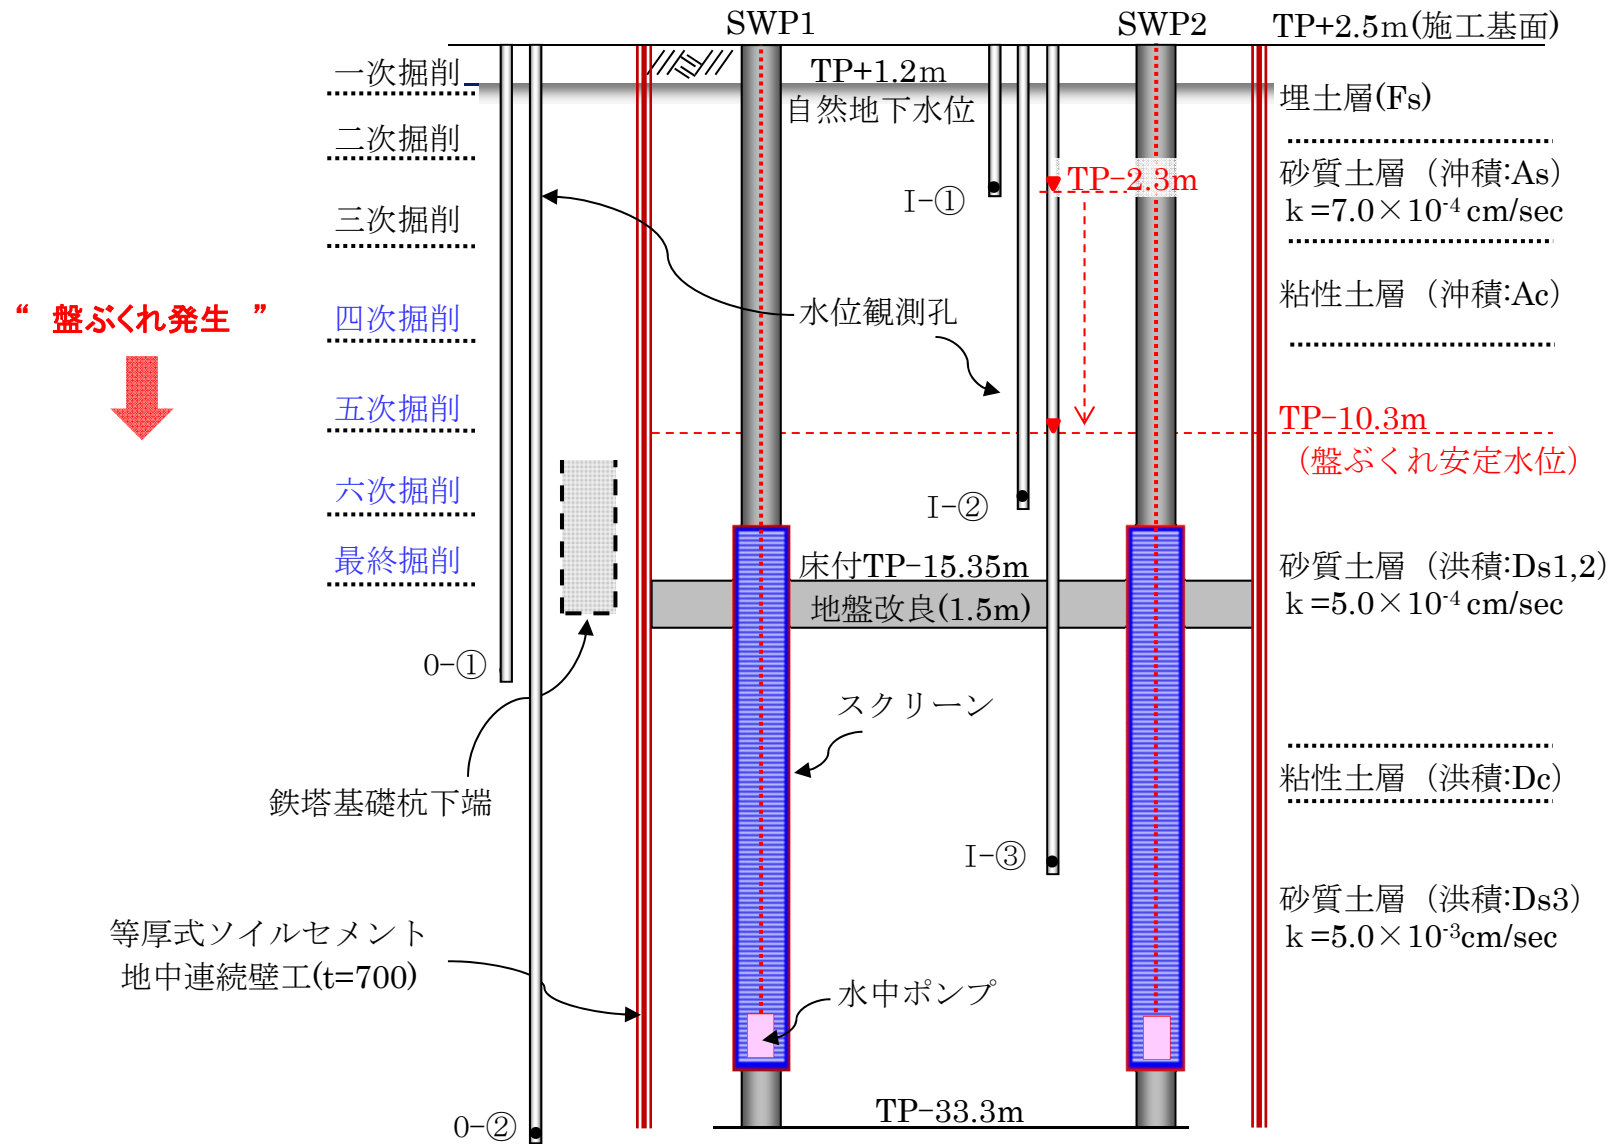 SWP1
SWP2
TP+2.5m(施工基面)
一次掘削
TP+1.2m
自然地下水位
埋土層(Fs)
二次掘削
砂質土層（沖積:As）
k=7.0×10⁻⁴ cm/sec
TP-2.3m
I-①
三次掘削
粘性土層（沖積:Ac）
“ 盤ぶくれ発生 ”
四次掘削
水位観測孔
五次掘削
TP-10.3m
（盤ぶくれ安定水位）
六次掘削
I-②
最終掘削
床付TP-15.35m
地盤改良(1.5m)
砂質土層（洪積:Ds1,2）
k=5.0×10⁻⁴ cm/sec
0-①
スクリーン
粘性土層（洪積:Dc）
鉄塔基礎杭下端
I-③
砂質土層（洪積:Ds3）
k=5.0×10⁻³cm/sec
等厚式ソイルセメント
地中連続壁工(t=700)
水中ポンプ
TP-33.3m
0-②